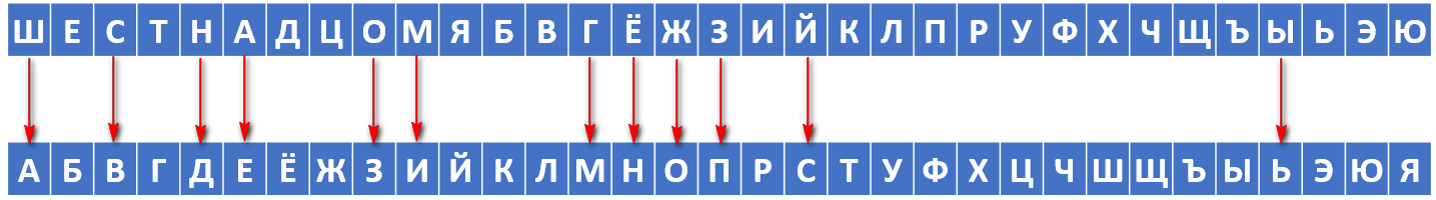 Ш Е С Т Н А Д Ц О М Я Б В Г Ё Ж З И Й К Л П Р У Ф Х Ч Щ Ъ Ы Ь Э Ю
А Б В Г Д Е Ё Ж З И Й К Л М Н О П Р С Т У Ф Х Ц Ч Ш Щ Ъ Ы Ь Э Ю Я